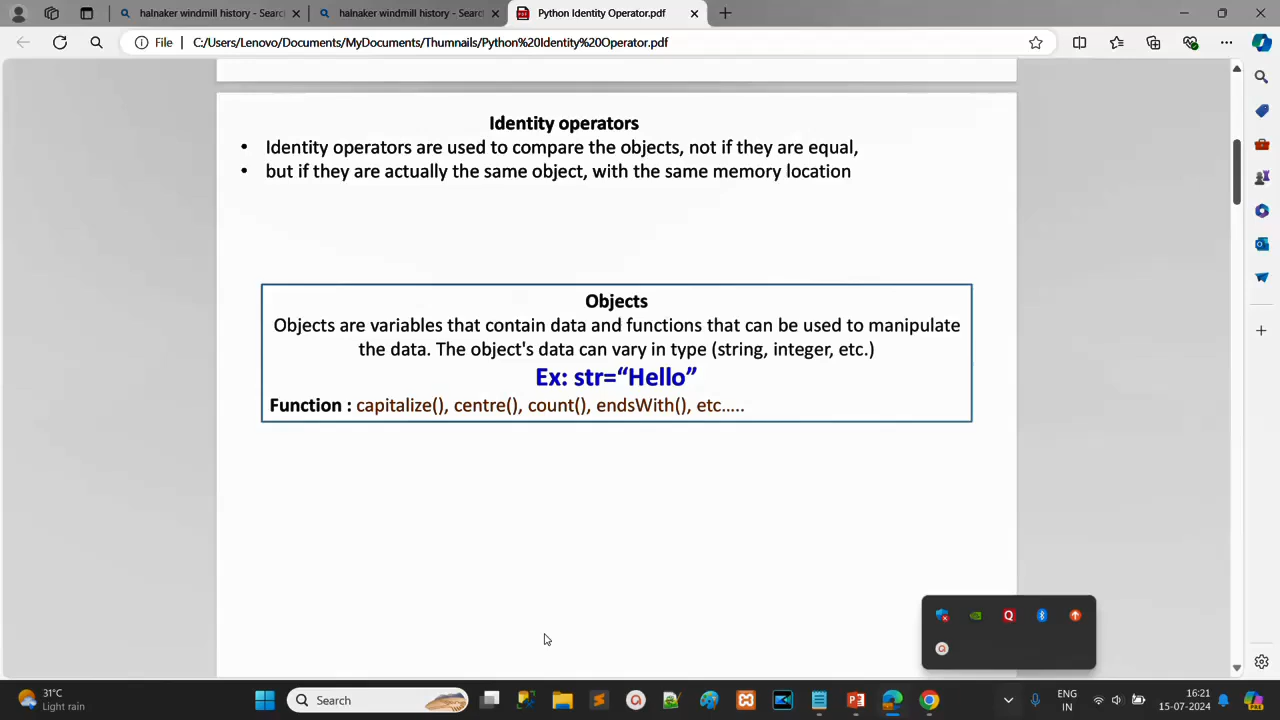 halnaker windmill history - Searc
halnaker windmill history - Searc
Python Identity Operator.pdf
File
C:/Users/Lenovo/Documents/MyDocuments/Thumnails/Python%20Identity%20Operator.pdf
Identity operators
• Identity operators are used to compare the objects, not if they are equal,
• but if they are actually the same object, with the same memory location
Objects
Objects are variables that contain data and functions that can be used to manipulate
the data. The object's data can vary in type (string, integer, etc.)
Ex: str=“Hello”
Function : capitalize(), centre(), count(), endsWith(), etc…..
31°C
Light rain
Search
ENG
IN
16:21
15-07-2024